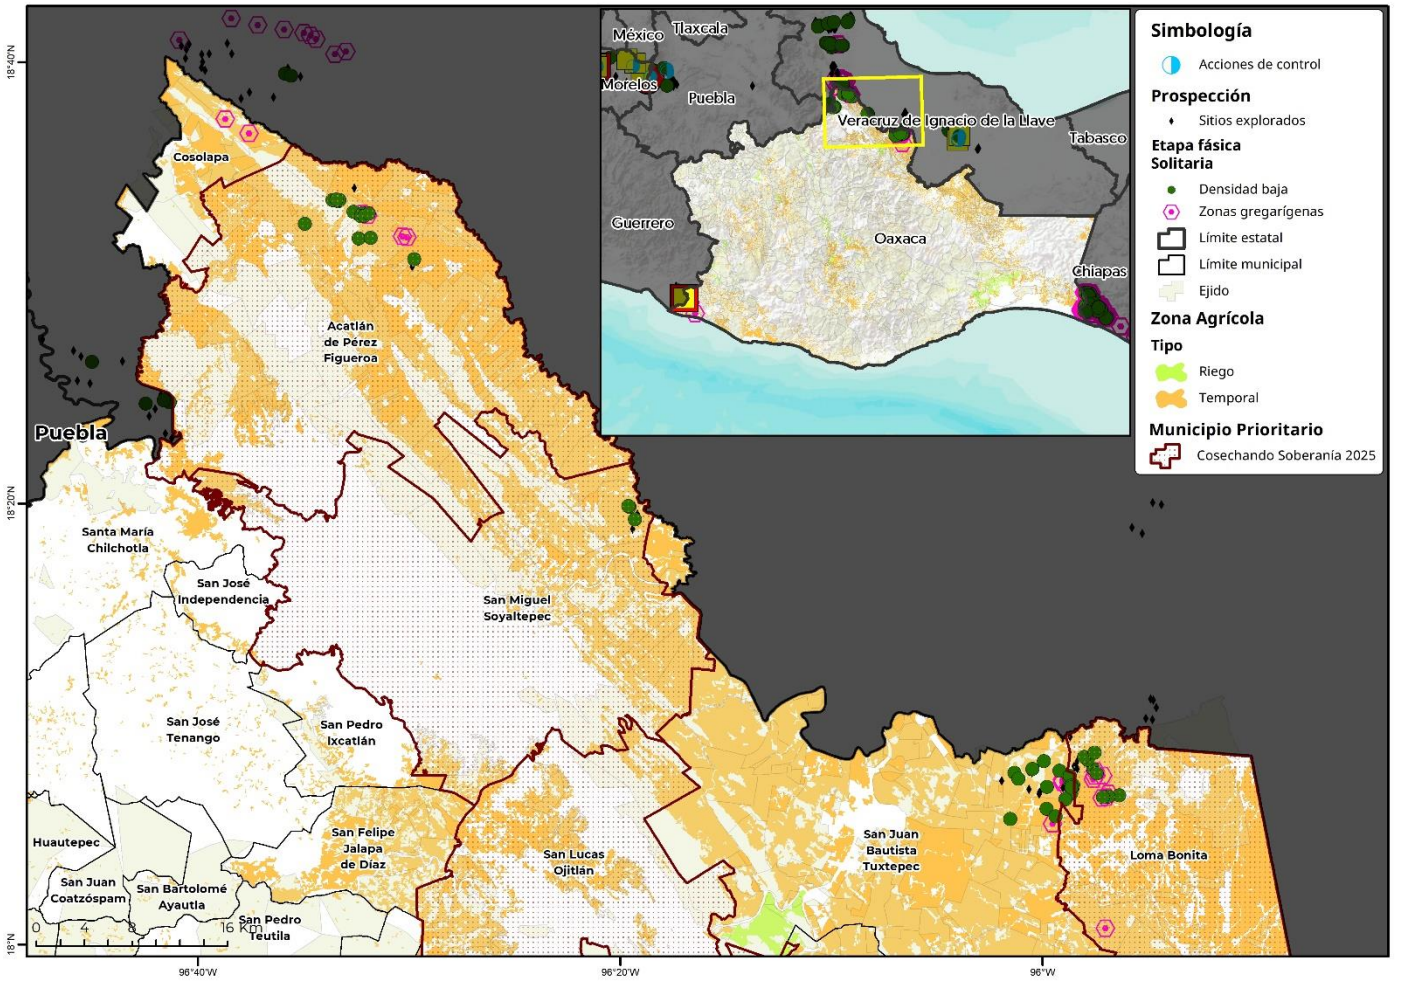 Simbología
Acciones de control
Prospección
Sitios explorados
Etapa fásica
Solitaria
Densidad baja
Zonas gregarígenas
Límite estatal
Límite municipal
Ejido
Zona Agrícola
Tipo
Riego
Temporal
Municipio Prioritario
Cosechando Soberanía 2025
México
Tlaxcala
Morelos
Puebla
Veracruz de Ignacio de la Llave
Tabasco
Guerrero
Oaxaca
Chiapas
18°40'N
18°20'N
18°N
Cosolapa
Acatlán
de Pérez
Figueroa
Puebla
Santa María
Chilchotla
San José
Independencia
San Miguel
Soyaltepec
San José
Tenango
San Pedro
Ixcatlán
Huautepec
San Felipe
Jalapa
de Díaz
San Lucas
Ojitlán
San Juan
Bautista
Tuxtepec
Loma Bonita
San Juan
Coatzóspam
San Bartolomé
Ayautla
San Pedro
Teutila
0 4 8 16 Km
96°40'W
96°20'W
96°W